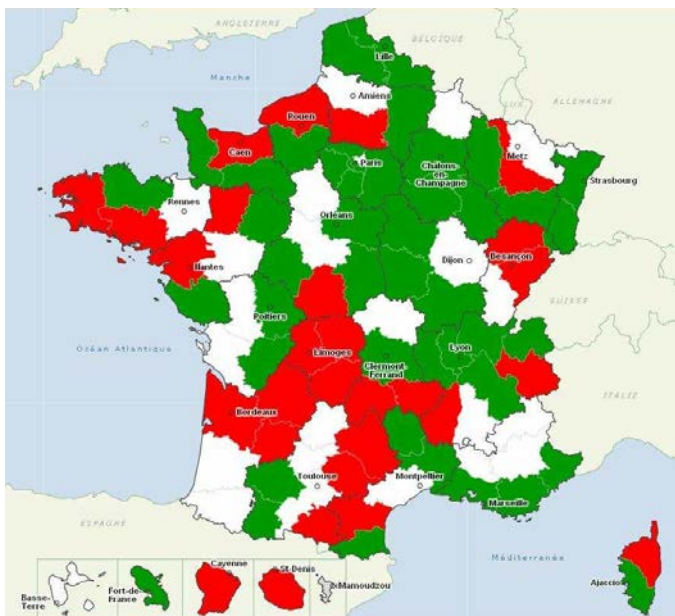 ANGLETERRE
BELGIQUE
Lille
Manche
Amiens
LUX.
ALLEMAGNE
Rouen
Caen
Metz
Paris
Chalons-
en-
Champagne
Strasbourg
Rennes
Orléans
Nantes
Dijon
Besançon
SUISSE
Poitiers
Océan Atlantique
Limoges
Lyon
Clermont-
Ferrand
ITALIE
Bordeaux
Toulouse
Montpellier
Marseille
ESPAGNE
Méditerranée
Ajaccio
Cayenne
St-Denis
Mamoudzou
Basse-
Terre
Fort-de-
France